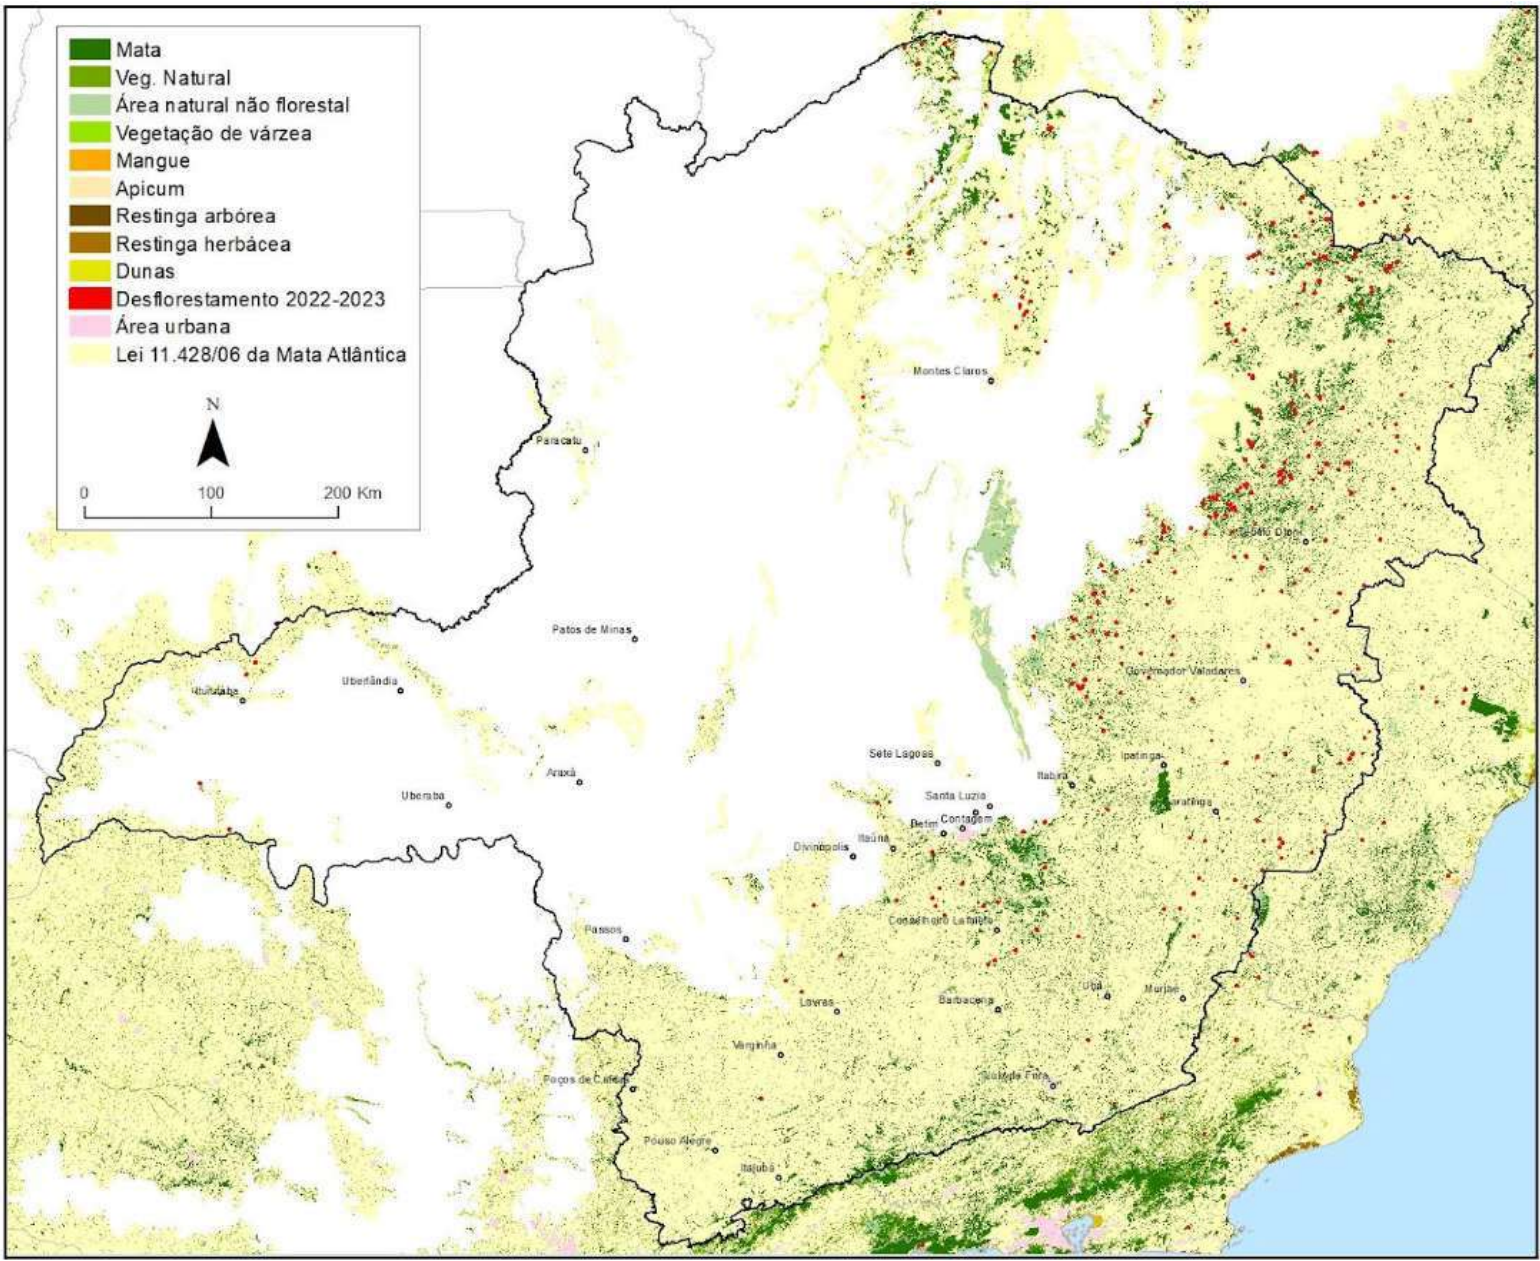 Mata
Veg. Natural
Área natural não florestal
Vegetação de várzea
Mangue
Apicum
Restinga arbórea
Restinga herbácea
Dunas
Desflorestamento 2022-2023
Área urbana
Lei 11.428/06 da Mata Atlântica
N
0 100 200 Km
Montes Claros
Paracatu
Patos de Minas
Uberlândia
Governador Valadares
Sete Lagoas
Ipatinga
Araxá
Itabira
Uberaba
Santa Luzia
Contagem
Betim
Itaúna
Divinópolis
Conselheiro Lafaiete
Passos
Ubá
Muriaé
Lavras
Barbacena
Varginha
Poços de Caldas
Pouso Alegre
Itajubá